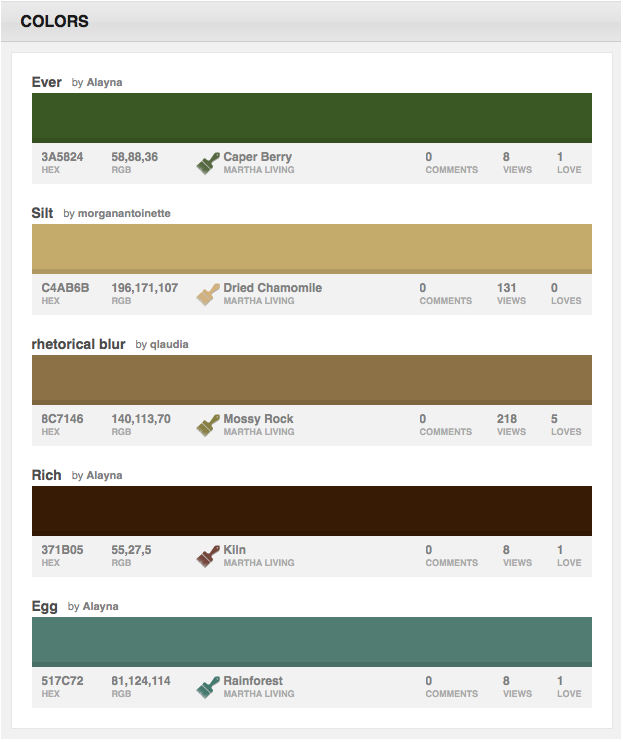 COLORS
Ever by Alayna
3A5824 58,88,36 Caper Berry 0 8 1
HEX RGB MARTHA LIVING COMMENTS VIEWS LOVE
Silt by morganantoinette
C4AB6B 196,171,107 Dried Chamomile 0 131 0
HEX RGB MARTHA LIVING COMMENTS VIEWS LOVES
rhetorical blur by qlaudia
8C7146 140,113,70 Mossy Rock 0 218 5
HEX RGB MARTHA LIVING COMMENTS VIEWS LOVES
Rich by Alayna
371B05 55,27,5 Kiln 0 8 1
HEX RGB MARTHA LIVING COMMENTS VIEWS LOVE
Egg by Alayna
517C72 81,124,114 Rainforest 0 8 1
HEX RGB MARTHA LIVING COMMENTS VIEWS LOVE